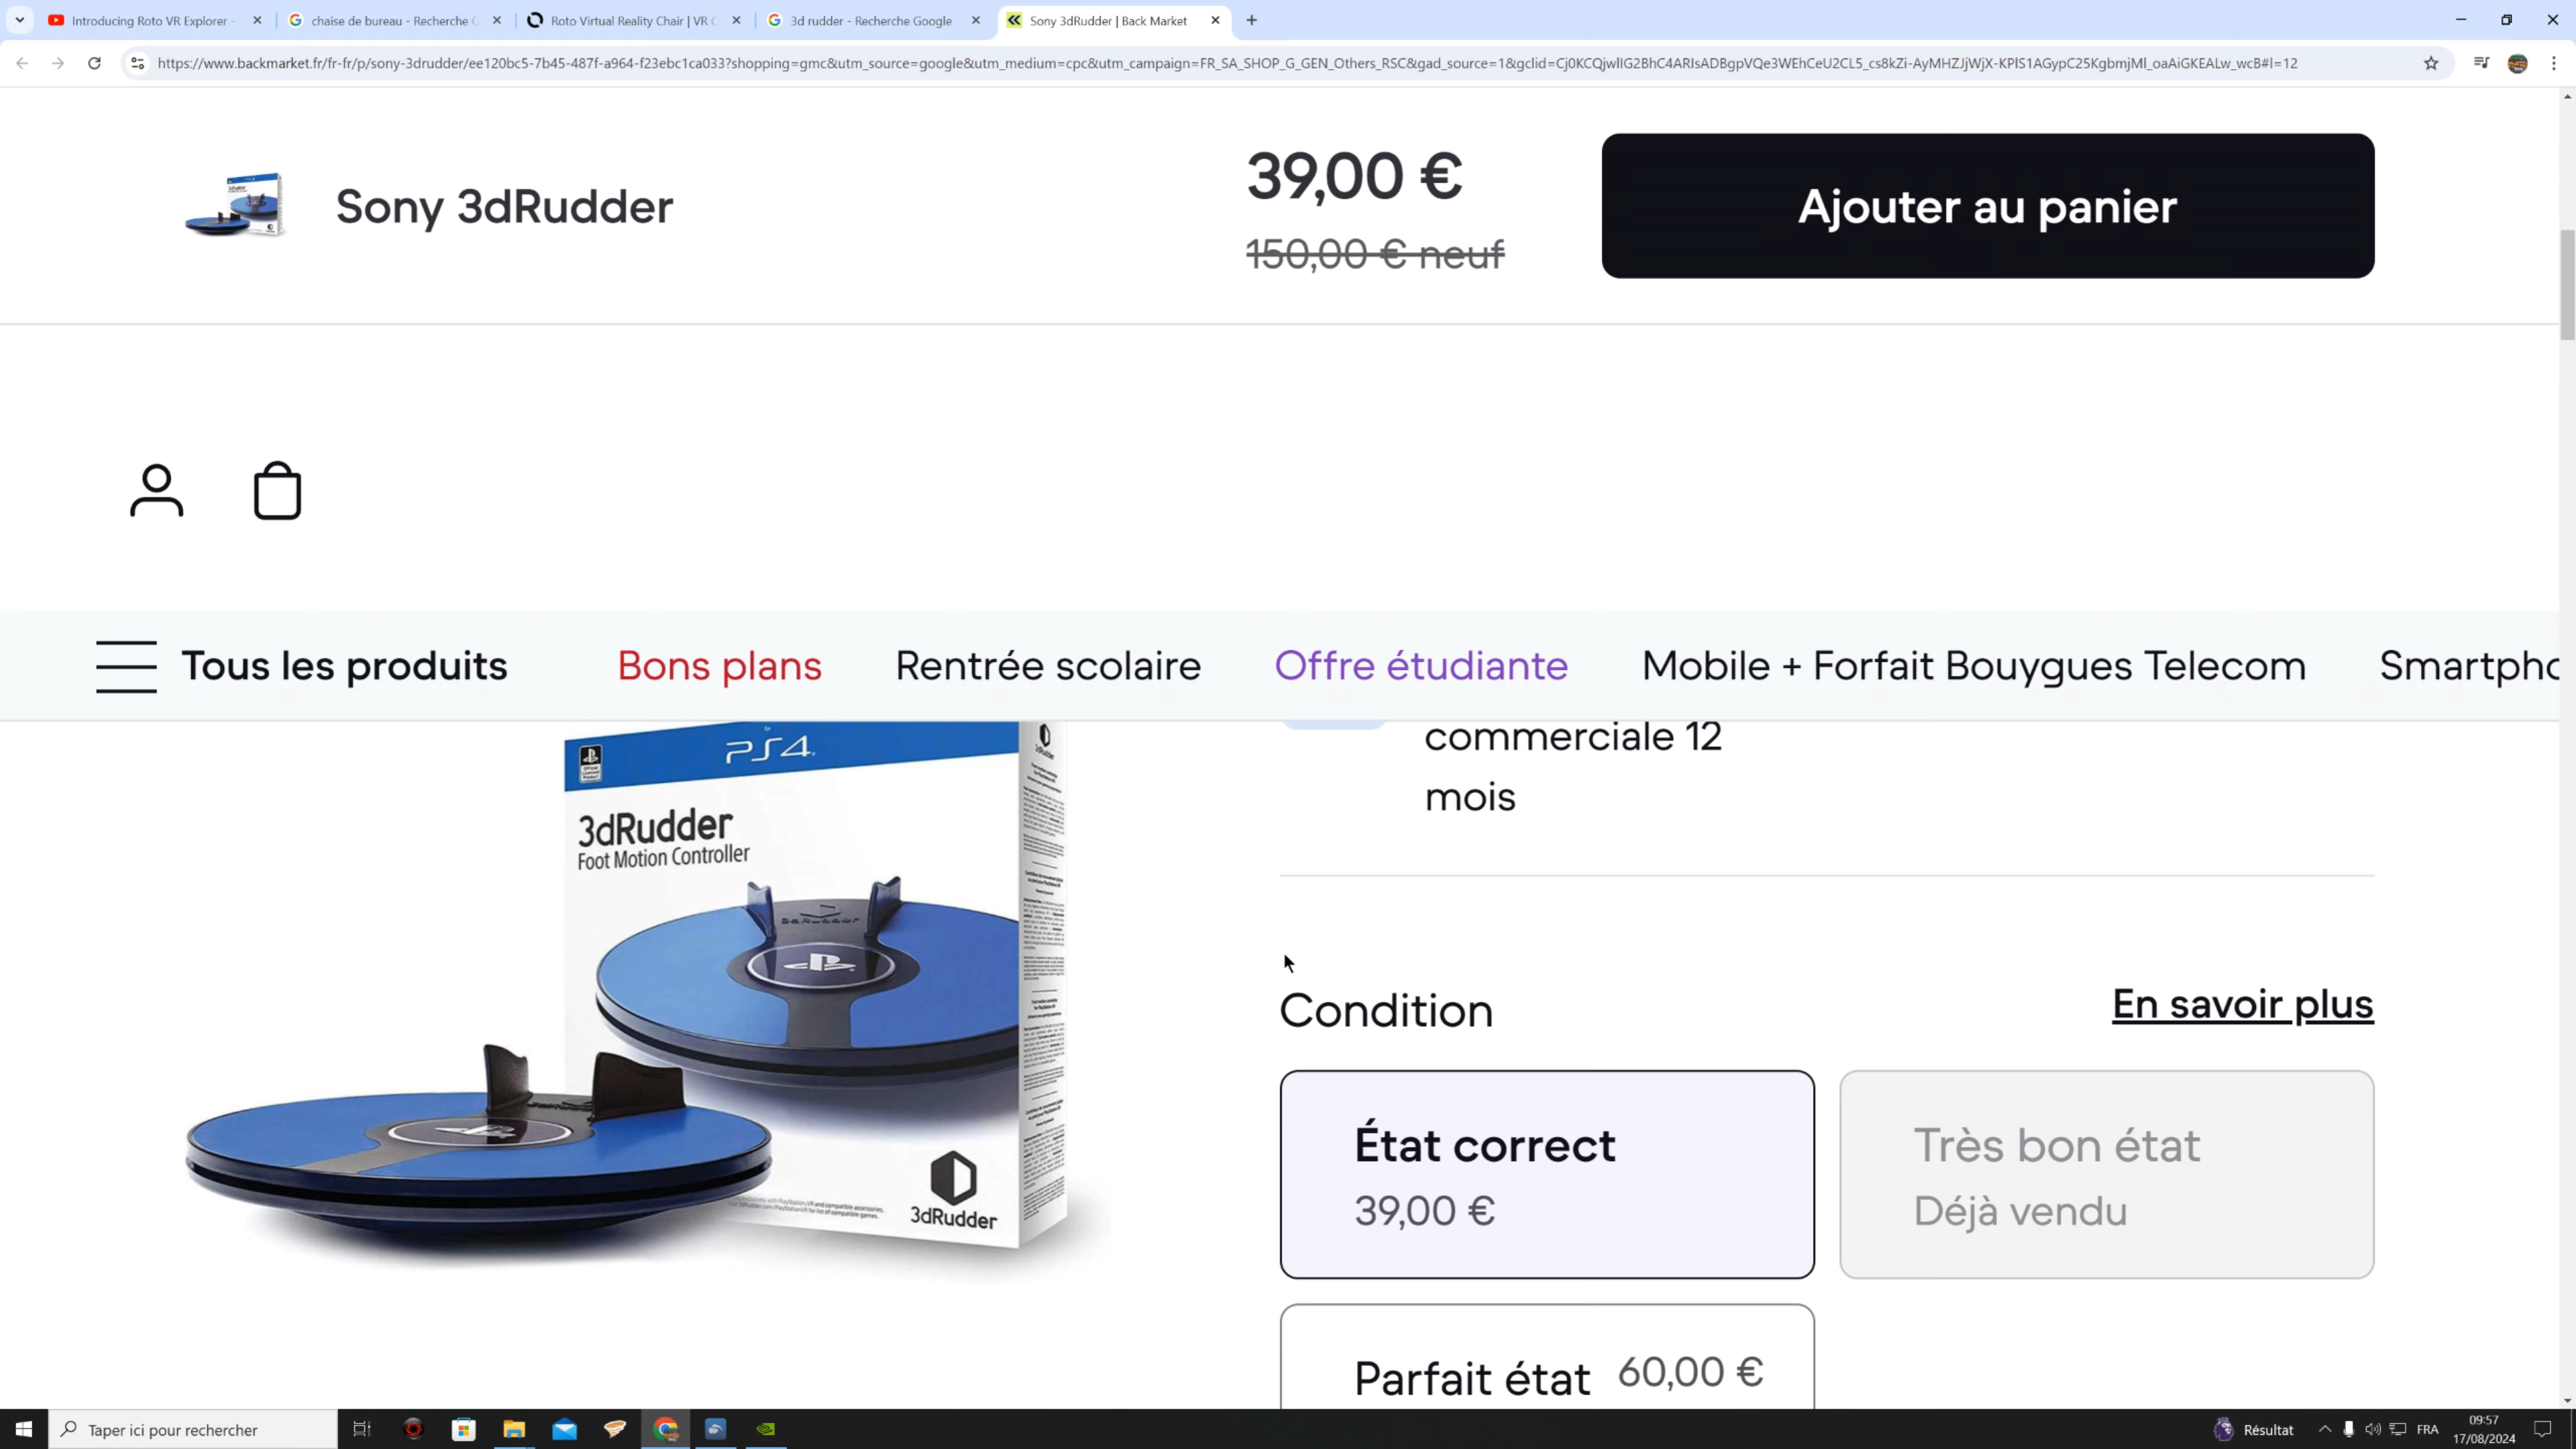 Introducing Roto VR Explorer -
chaise de bureau - Recherche G
Roto Virtual Reality Chair | VR C
3d rudder - Recherche Google
Sony 3dRudder | Back Market
https://www.backmarket.fr/fr-fr/p/sony-3drudder/ee120bc5-7b45-487f-a964-f23ebc1ca033?shopping=gmc&utm_source=google&utm_medium=cpc&utm_campaign=FR_SA_SHOP_G_GEN_Others_RSC&gad_source=1&gclid=Cj0KCQjwlIG2BhC4ARIsADBgpVQe3WEhCeU2CL5_cs8kZi-AyMHZJjWjX-KPlS1AGypC25KgbmjMl_oaAiGKEALw_wcB#l=12
Sony 3dRudder
39,00 €
150,00 € neuf
Ajouter au panier
Tous les produits
Bons plans
Rentrée scolaire
Offre étudiante
Mobile + Forfait Bouygues Telecom
Smartpho
PS4
3dRudder
Foot Motion Controller
3dRudder
commerciale 12
mois
Condition
En savoir plus
État correct
39,00 €
Très bon état
Déjà vendu
Parfait état 60,00 €
Taper ici pour rechercher
Résultat
FRA
09:57
17/08/2024